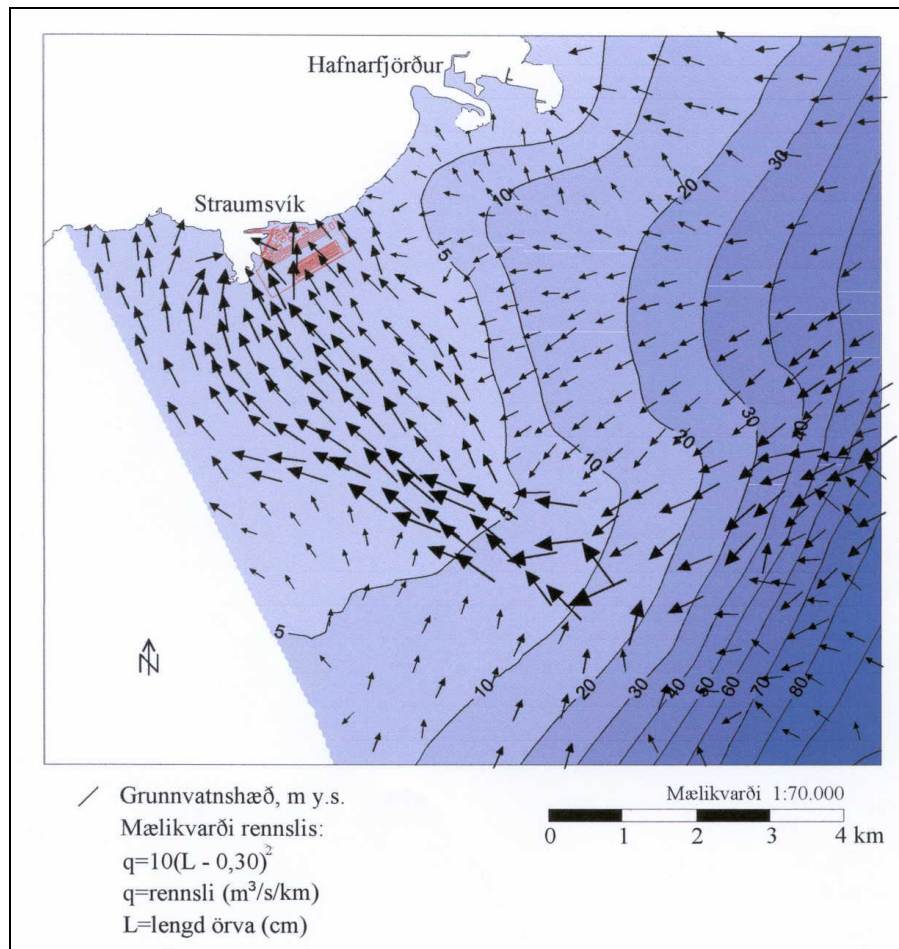 Hafnarfjörður
Straumsvík
30
20
10
5
30
40
20
10
5
5
10
20
30
40
50
60
70
80
N
Grunnvatnshæð, m y.s.
Mælikvarði rennslis:
q=10(L - 0,30)²
q=rennsli (m³/s/km)
L=lengd örva (cm)
Mælikvarði 1:70.000
0 1 2 3 4 km